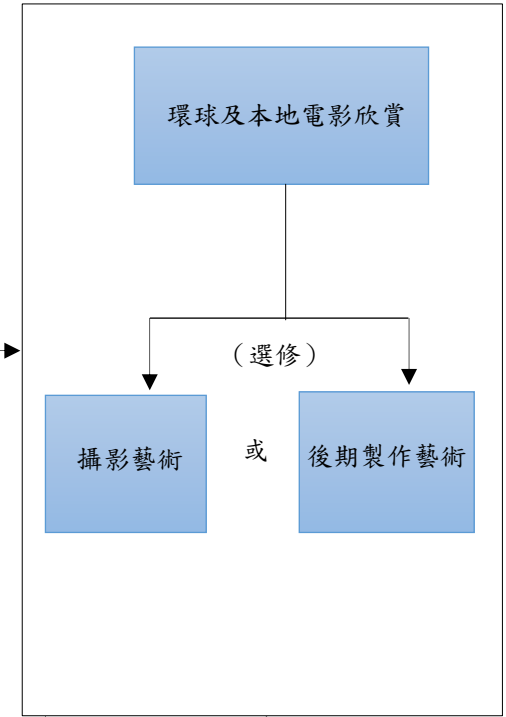 環球及本地電影欣賞
（選修）
攝影藝術
或
後期製作藝術